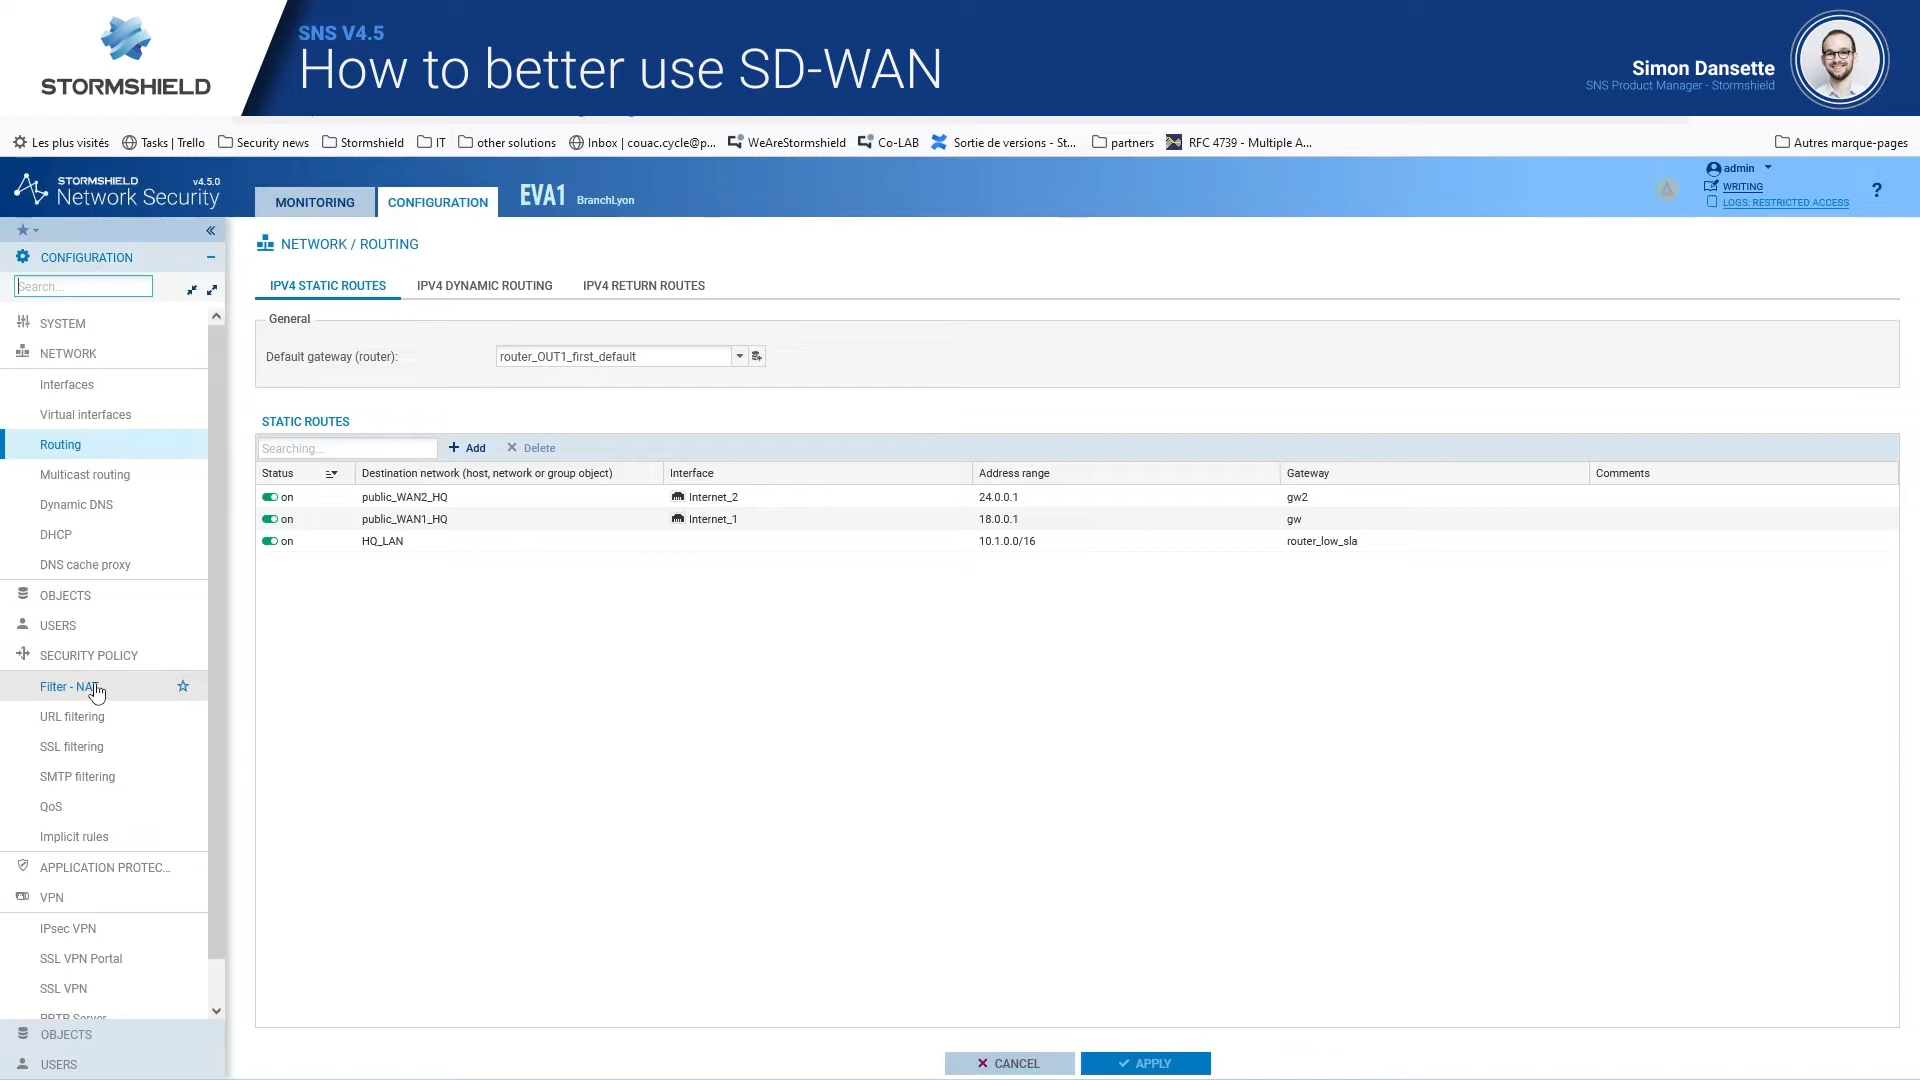 STORMSHIELD
SNS V4.5
How to better use SD-WAN
Simon Dansette
SNS Product Manager - Stormshield
Les plus visités Tasks | Trello Security news Stormshield IT other solutions Inbox | couac.cycle@p... WeAreStormshield Co-LAB Sortie de versions - St... partners RFC 4739 - Multiple A... Autres marque-pages
STORMSHIELD v4.5.0
Network Security
MONITORING CONFIGURATION EVA1 BranchLyon
admin
WRITING
LOGS: RESTRICTED ACCESS
?
CONFIGURATION
Search...
SYSTEM
NETWORK
Interfaces
Virtual interfaces
Routing
Multicast routing
Dynamic DNS
DHCP
DNS cache proxy
OBJECTS
USERS
SECURITY POLICY
Filter - NAT
URL filtering
SSL filtering
SMTP filtering
QoS
Implicit rules
APPLICATION PROTEC...
VPN
IPsec VPN
SSL VPN Portal
SSL VPN
PPTP Server
OBJECTS
USERS
NETWORK / ROUTING
IPV4 STATIC ROUTES IPV4 DYNAMIC ROUTING IPV4 RETURN ROUTES
General
Default gateway (router): router_OUT1_first_default
STATIC ROUTES
Searching... Add Delete
Status Destination network (host, network or group object) Interface Address range Gateway Comments
on public_WAN2_HQ Internet_2 24.0.0.1 gw2
on public_WAN1_HQ Internet_1 18.0.0.1 gw
on HQ_LAN 10.1.0.0/16 router_low_sla
CANCEL APPLY